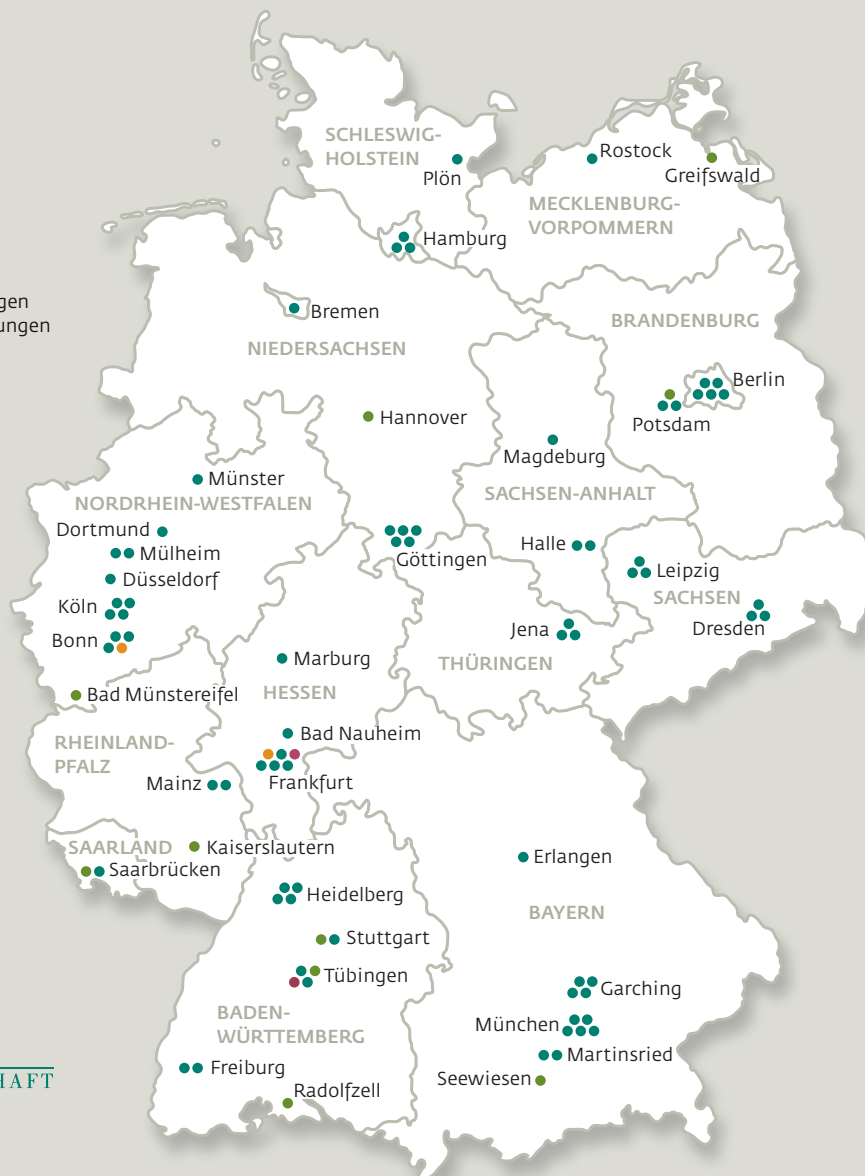 SCHLESWIG-
HOLSTEIN
Plön
Rostock
Greifswald
MECKLENBURG-
VORPOMMERN
Hamburg
gen
ungen
Bremen
NIEDERSACHSEN
BRANDENBURG
Berlin
Potsdam
Hannover
Magdeburg
SACHSEN-ANHALT
Münster
NORDRHEIN-WESTFALEN
Dortmund
Mülheim
Düsseldorf
Köln
Bonn
Göttingen
Halle
Leipzig
SACHSEN
Dresden
Jena
THÜRINGEN
Marburg
HESSEN
Bad Münstereifel
Bad Nauheim
RHEINLAND-
PFALZ
Mainz
Frankfurt
SAARLAND
Kaiserslautern
Saarbrücken
Erlangen
Heidelberg
BAYERN
Stuttgart
Tübingen
Garching
BADEN-
WÜRTTEMBERG
München
Martinsried
Freiburg
Seewiesen
Radolfzell
HAFT